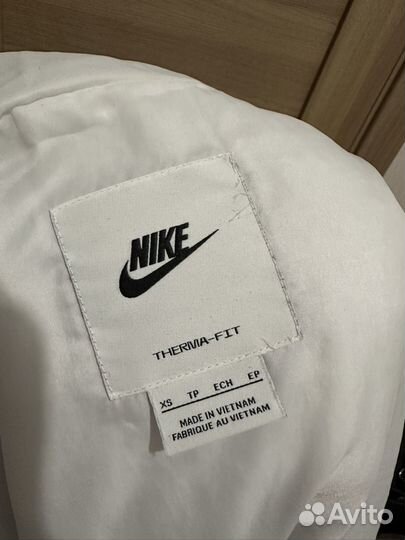 NIKE
THERMA-FIT
XS TP ECH EP
MADE IN VIETNAM
FABRIQUE AU VIETNAM
Avito